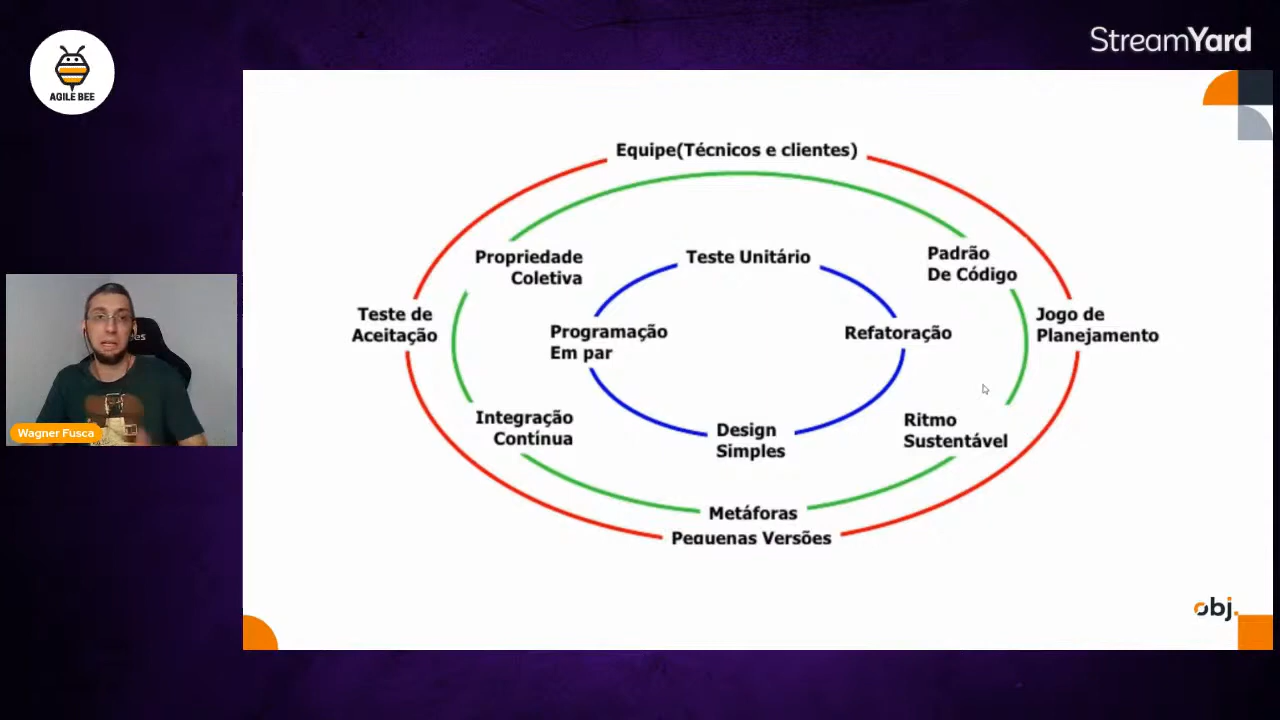 StreamYard
AGILE BEE
Equipe(Técnicos e clientes)
Propriedade
Coletiva
Teste Unitário
Padrão
De Código
Teste de
Aceitação
Programação
Em par
Refatoração
Jogo de
Planejamento
Integração
Contínua
Design
Simples
Ritmo
Sustentável
Metáforas
Pequenas Versões
Wagner Fusca
obj.